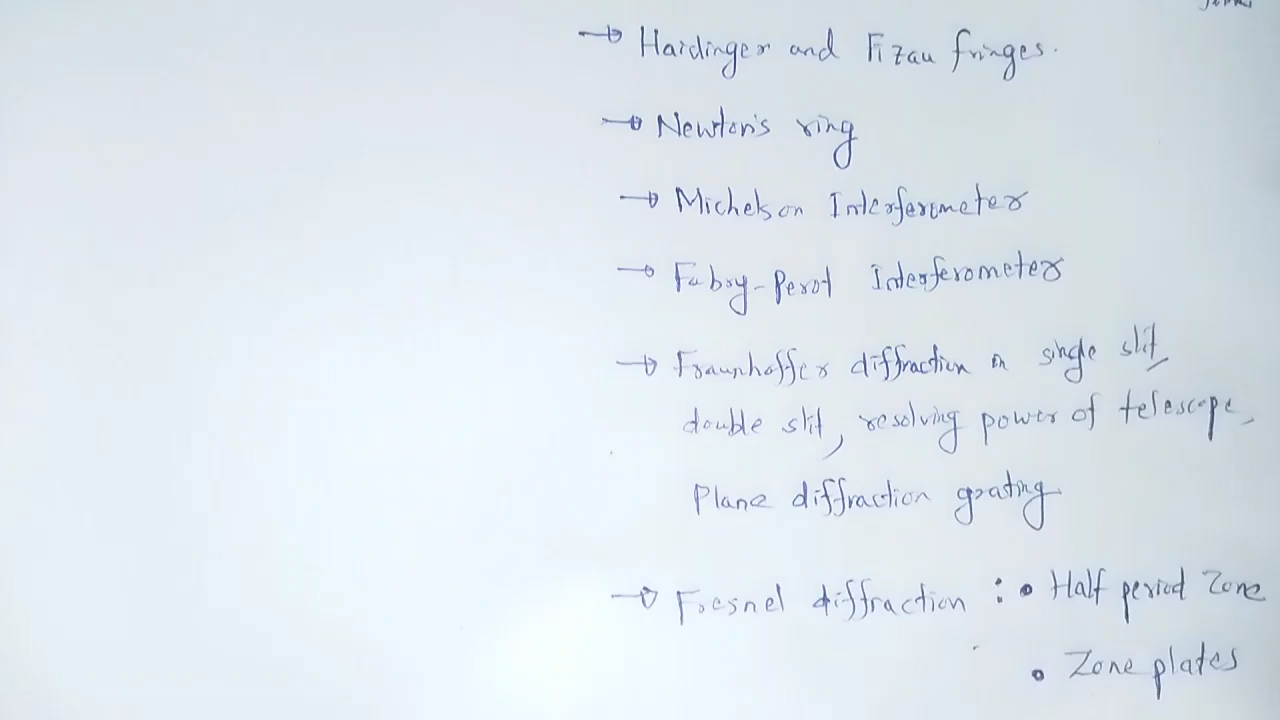 → Haidinger and Fizau fringes.
→ Newton's ring
→ Michelson Interferometer
→ Fabry-Perot Interferometer
→ Fraunhoffer diffraction in single slit,
double slit, resolving power of telescope,
Plane diffraction grating
→ Fresnel diffraction : • Half period Zone
• Zone plates